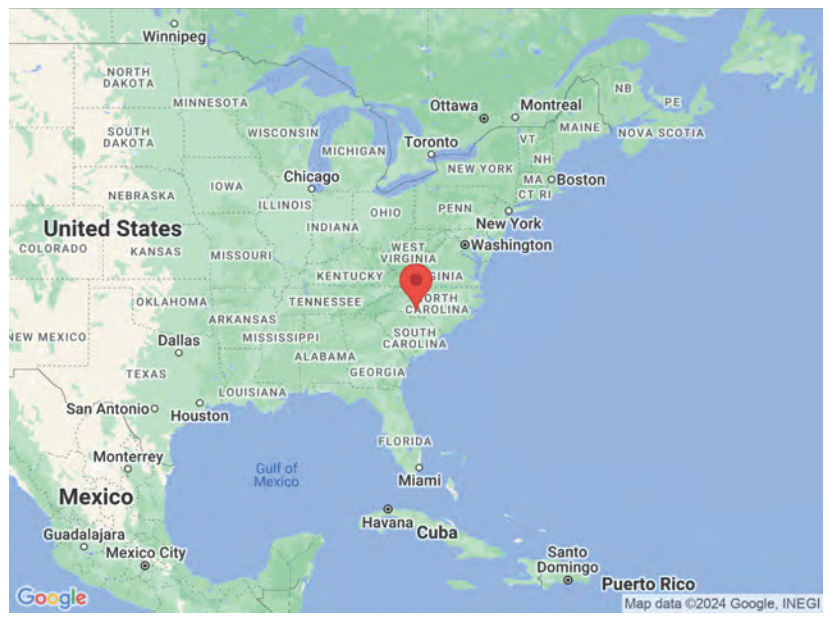 Winnipeg
NORTH
DAKOTA
MINNESOTA
NB
PE
Ottawa
Montreal
SOUTH
DAKOTA
WISCONSIN
MAINE
NOVA SCOTIA
MICHIGAN
Toronto
VT
NH
NEW YORK
Chicago
MA
Boston
NEBRASKA
IOWA
ILLINOIS
CT RI
OHIO
PENN
New York
United States
INDIANA
Washington
COLORADO
KANSAS
MISSOURI
WEST
VIRGINIA
KENTUCKY
GINIA
OKLAHOMA
TENNESSEE
ORTH
CAROLINA
ARKANSAS
NEW MEXICO
Dallas
MISSISSIPPI
SOUTH
CAROLINA
ALABAMA
TEXAS
GEORGIA
LOUISIANA
San Antonio
Houston
FLORIDA
Monterrey
Gulf of
Mexico
Miami
Mexico
Havana
Cuba
Guadalajara
Mexico City
Santo
Domingo
Puerto Rico
Google
Map data ©2024 Google, INEGI